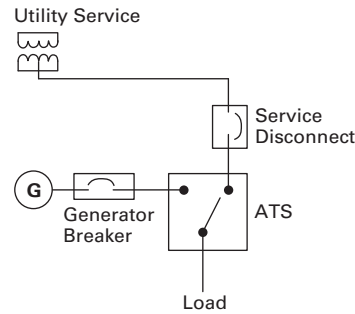 Utility Service
Service
Disconnect
G
Generator
Breaker
ATS
Load